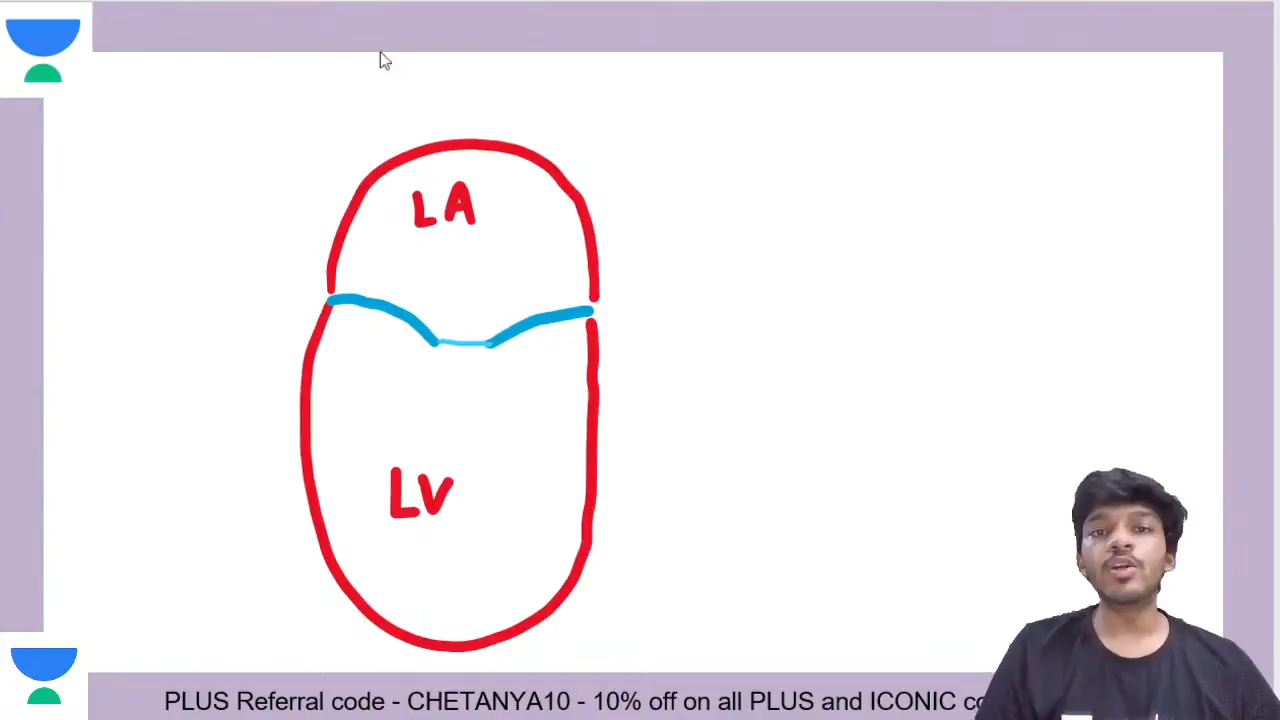 LA
LV
PLUS Referral code - CHETANYA10 - 10% off on all PLUS and ICONIC